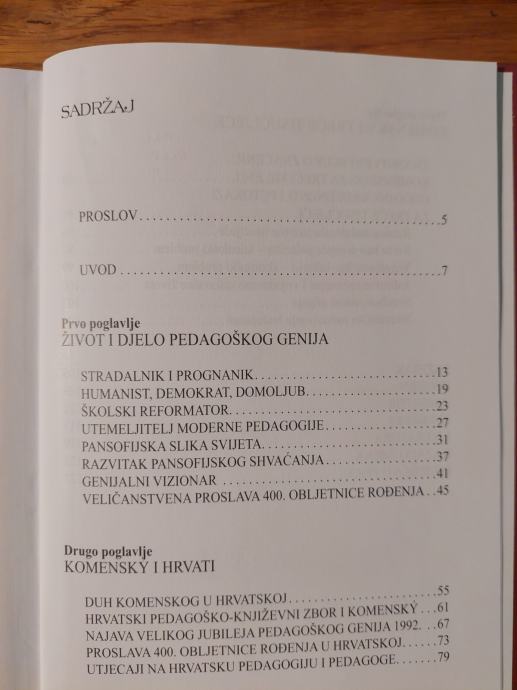 SADRŽAJ
PROSLOV. . . . . . . . . . . . . . . . . . . . . . . . . . . . . . . . . . . . . . 5
UVOD . . . . . . . . . . . . . . . . . . . . . . . . . . . . . . . . . . . . . . . . 7
Prvo poglavlje
ŽIVOT I DJELO PEDAGOŠKOG GENIJA
STRADALNIK I PROGNANIK. . . . . . . . . . . . . . . . . . . . . . 13
HUMANIST, DEMOKRAT, DOMOLJUB. . . . . . . . . . . . . . . 19
ŠKOLSKI REFORMATOR. . . . . . . . . . . . . . . . . . . . . . . . . 23
UTEMELJITELJ MODERNE PEDAGOGIJE . . . . . . . . . . . . 27
PANSOFIJSKA SLIKA SVIJETA. . . . . . . . . . . . . . . . . . . . . 31
RAZVITAK PANSOFIJSKOG SHVAĆANJA. . . . . . . . . . . . . 37
GENIJALNI VIZIONAR . . . . . . . . . . . . . . . . . . . . . . . . . . 41
VELIČANSTVENA PROSLAVA 400. OBLJETNICE ROĐENJA . . 45
Drugo poglavlje
KOMENSKÝ I HRVATI
DUH KOMENSKOG U HRVATSKOJ. . . . . . . . . . . . . . . . . . 55
HRVATSKI PEDAGOŠKO-KNJIŽEVNI ZBOR I KOMENSKÝ . . . 61
NAJAVA VELIKOG JUBILEJA PEDAGOŠKOG GENIJA 1992. . . 67
PROSLAVA 400. OBLJETNICE ROĐENJA U HRVATSKOJ. . . . . 73
UTJECAJI NA HRVATSKU PEDAGOGIJU I PEDAGOGE. . . . . . 79